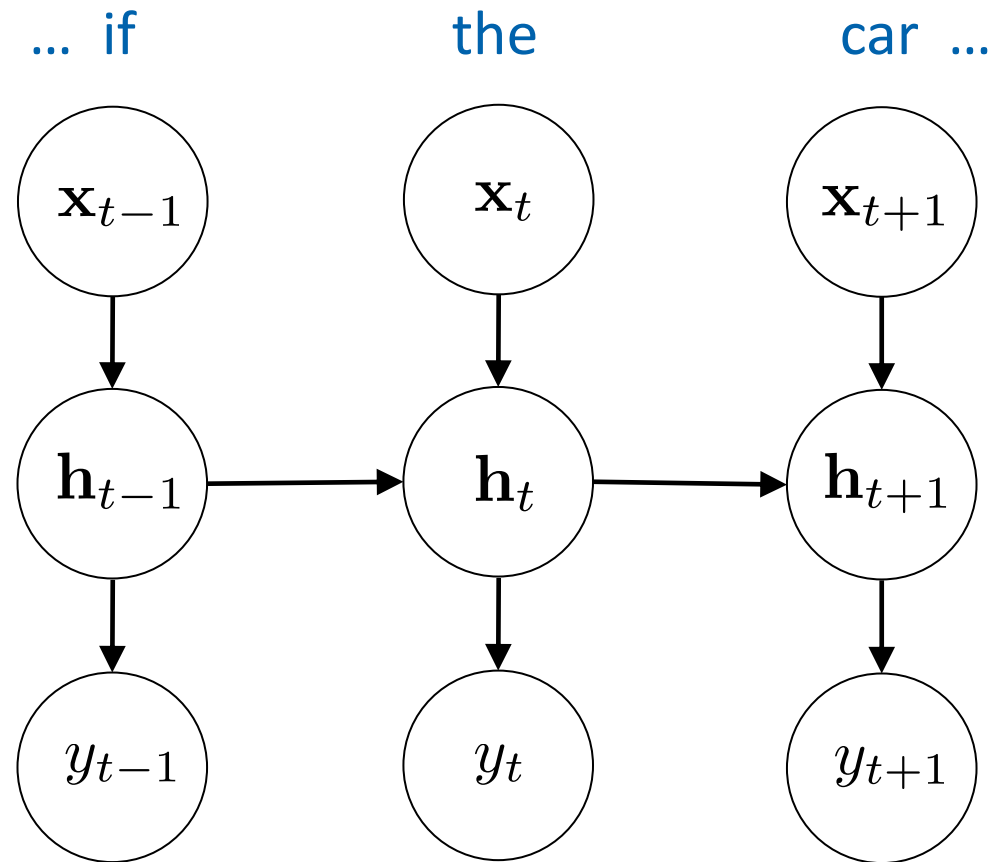 ... if the car ...
x_{t-1} x_t x_{t+1}
h_{t-1} h_t h_{t+1}
y_{t-1} y_t y_{t+1}